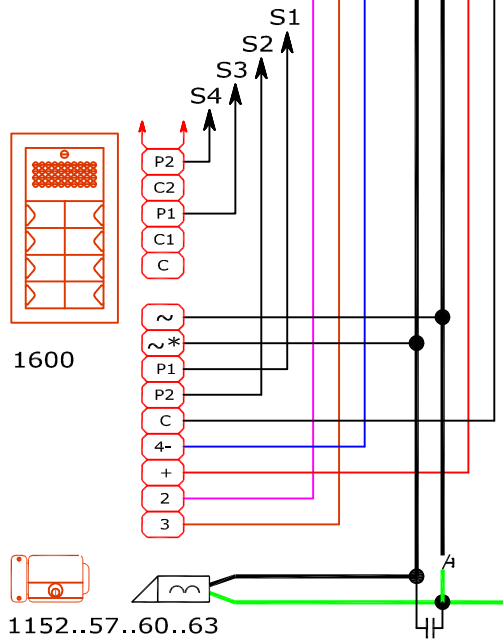 S1
S2
S3
S4
P2
C2
P1
C1
C
1600
~
~*
P1
P2
C
4-
+
2
3
1152..57..60..63